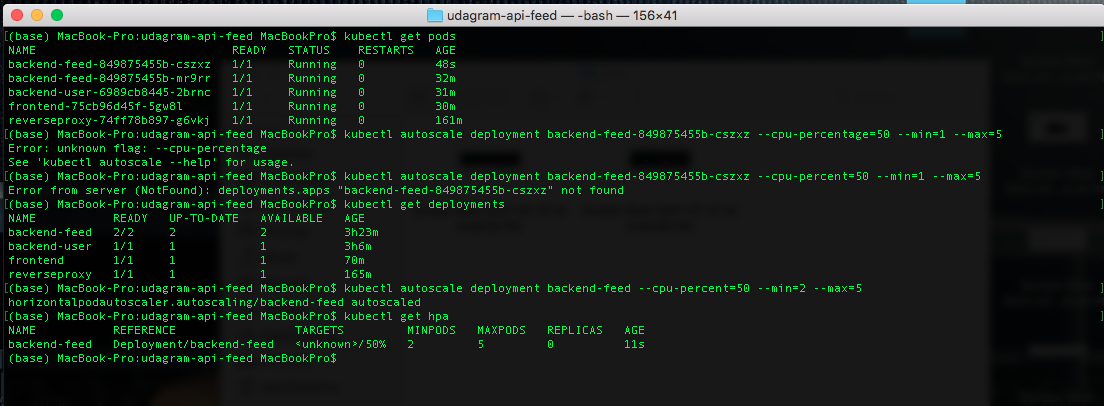 udagram-api-feed — -bash — 156×41
[(base) MacBook-Pro:udagram-api-feed MacBookPro$ kubectl get pods ]
NAME READY STATUS RESTARTS AGE
backend-feed-849875455b-cszxz 1/1 Running 0 48s
backend-feed-849875455b-mr9rr 1/1 Running 0 32m
backend-user-6989cb8445-2brnc 1/1 Running 0 31m
frontend-75cb96d45f-5gw8l 1/1 Running 0 30m
reverseproxy-74ff78b897-g6vkj 1/1 Running 0 161m
[(base) MacBook-Pro:udagram-api-feed MacBookPro$ kubectl autoscale deployment backend-feed-849875455b-cszxz --cpu-percentage=50 --min=1 --max=5 ]
Error: unknown flag: --cpu-percentage
See 'kubectl autoscale --help' for usage.
[(base) MacBook-Pro:udagram-api-feed MacBookPro$ kubectl autoscale deployment backend-feed-849875455b-cszxz --cpu-percent=50 --min=1 --max=5 ]
Error from server (NotFound): deployments.apps "backend-feed-849875455b-cszxz" not found
[(base) MacBook-Pro:udagram-api-feed MacBookPro$ kubectl get deployments ]
NAME READY UP-TO-DATE AVAILABLE AGE
backend-feed 2/2 2 2 3h23m
backend-user 1/1 1 1 3h6m
frontend 1/1 1 1 70m
reverseproxy 1/1 1 1 165m
[(base) MacBook-Pro:udagram-api-feed MacBookPro$ kubectl autoscale deployment backend-feed --cpu-percent=50 --min=2 --max=5 ]
horizontalpodautoscaler.autoscaling/backend-feed autoscaled
[(base) MacBook-Pro:udagram-api-feed MacBookPro$ kubectl get hpa ]
NAME REFERENCE TARGETS MINPODS MAXPODS REPLICAS AGE
backend-feed Deployment/backend-feed <unknown>/50% 2 5 0 11s
(base) MacBook-Pro:udagram-api-feed MacBookPro$